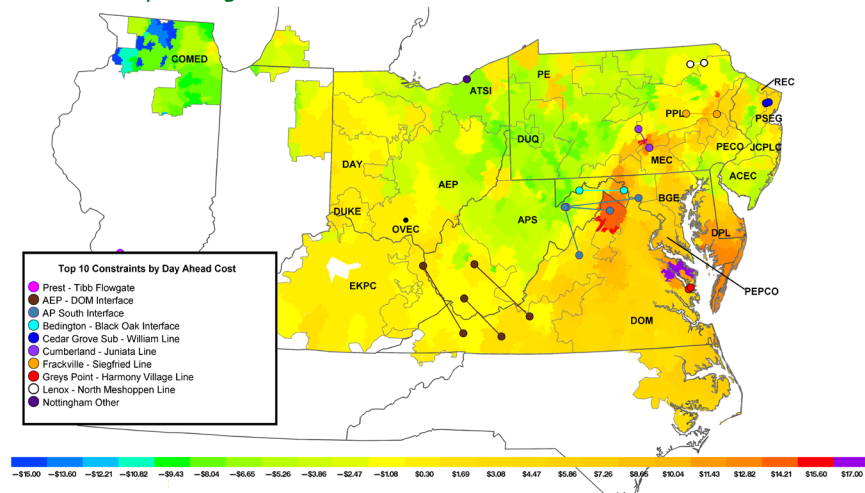 COMED
ATSI
PE
REC
PPL
PSEG
DUQ
MEC
PECO
JCPLC
DAY
AEP
ACEC
DUKE
APS
BGE
OVEC
DPL
EKPC
PEPCO
DOM
Top 10 Constraints by Day Ahead Cost
Prest - Tibb Flowgate
AEP - DOM Interface
AP South Interface
Bedington - Black Oak Interface
Cedar Grove Sub - William Line
Cumberland - Juniata Line
Frackville - Siegfried Line
Greys Point - Harmony Village Line
Lenox - North Meshoppen Line
Nottingham Other
-$15.00 -$13.60 -$12.21 -$10.82 -$9.43 -$8.04 -$6.65 -$5.26 -$3.86 -$2.47 -$1.08 $0.30 $1.69 $3.08 $4.47 $5.86 $7.26 $8.65 $10.04 $11.43 $12.82 $14.21 $15.60 $17.00